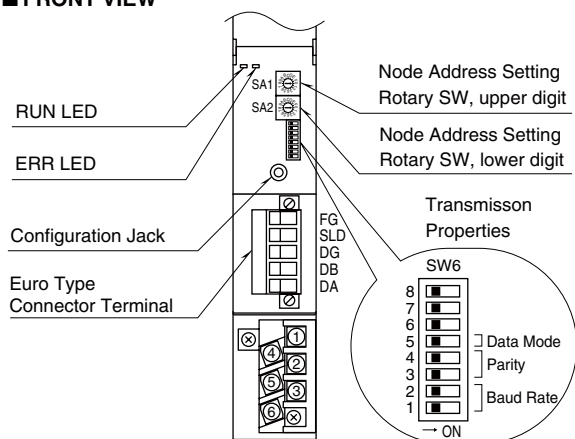 ■FRONT VIEW
RUN LED
ERR LED
Configuration Jack
Euro Type
Connector Terminal
SA1
SA2
FG
SLD
DG
DB
DA
1
2
3
4
5
6
Node Address Setting
Rotary SW, upper digit
Node Address Setting
Rotary SW, lower digit
Transmisson
Properties
SW6
8
7
6
5 Data Mode
4
3 Parity
2
1 Baud Rate
→ ON